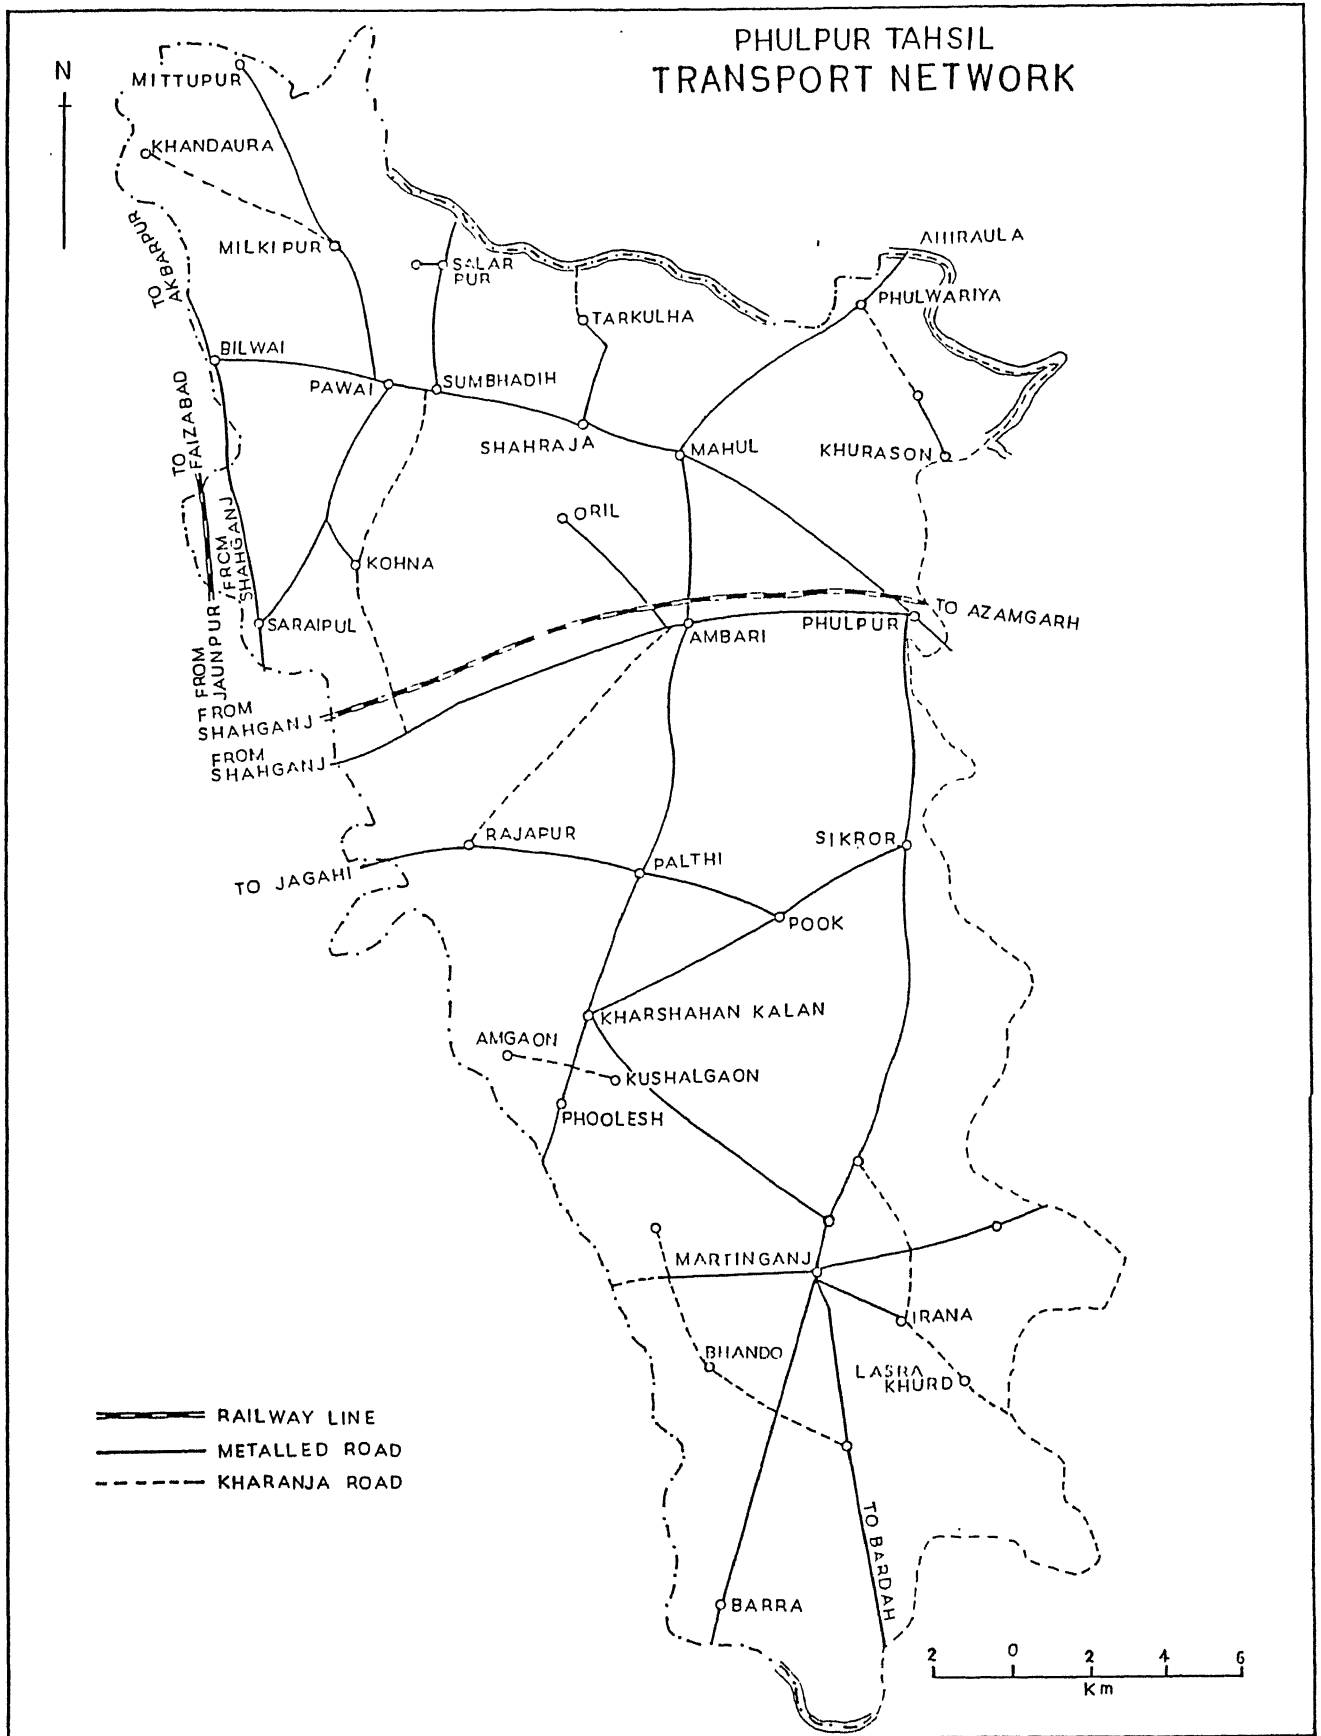 PHULPUR TAHSIL
TRANSPORT NETWORK
N
MITTUPUR
KHANDAURA
TO AKBARPUR
MILKIPUR
SALAR
PUR
AHIRAULA
PHULWARIYA
TARKULHA
BILWAI
PAWAI
SUMBHADIH
TO FAIZABAD
SHAHRAJA
MAHUL
KHURASON
ORIL
FROM SHAHGANJ
KOHNA
SARAIPUL
AMBARI
PHULPUR
TO AZAMGARH
FROM JAUNPUR
FROM
SHAHGANJ
FROM
SHAHGANJ
RAJAPUR
SIKROR
PALTHI
TO JAGAHI
POOK
KHARSHAHAN KALAN
AMGAON
KUSHALGAON
PHOOLESH
MARTINGANJ
IRANA
BHANDO
LASRA
KHURD
RAILWAY LINE
METALLED ROAD
KHARANJA ROAD
TO BARDAH
BARRA
2 0 2 4 6
Km